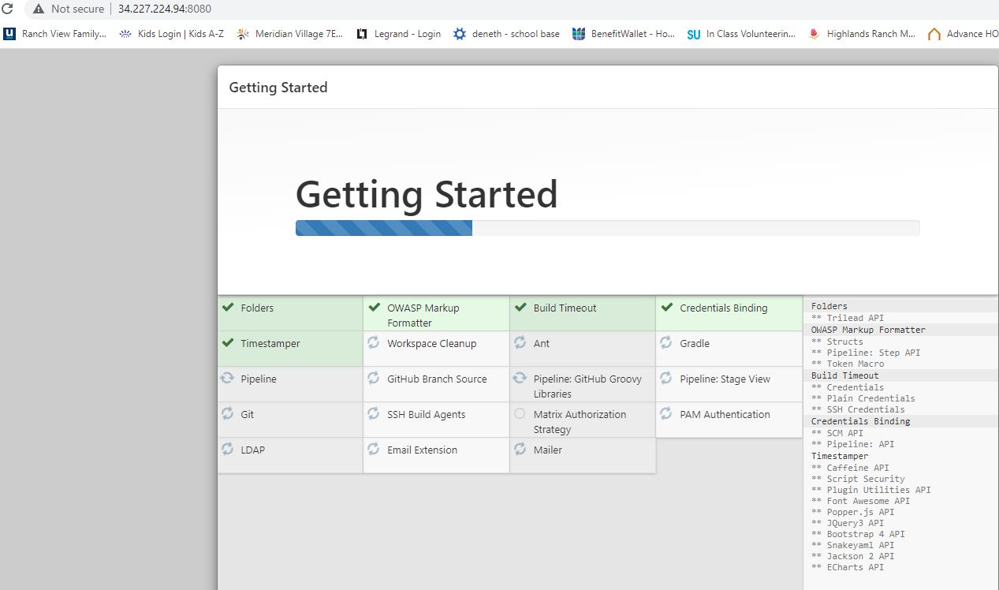 Not secure | 34.227.224.94:8080
Ranch View Family... Kids Login | Kids A-Z Meridian Village 7E... Legrand - Login deneth - school base BenefitWallet - Ho... SU In Class Volunteerin... Highlands Ranch M... Advance HO
Getting Started
Getting Started
Folders
OWASP Markup
Formatter
Build Timeout
Credentials Binding
Timestamper
Workspace Cleanup
Ant
Gradle
Pipeline
GitHub Branch Source
Pipeline: GitHub Groovy
Libraries
Pipeline: Stage View
Git
SSH Build Agents
Matrix Authorization
Strategy
PAM Authentication
LDAP
Email Extension
Mailer
Folders
** Trilead API
OWASP Markup Formatter
** Structs
** Pipeline: Step API
** Token Macro
Build Timeout
** Credentials
** Plain Credentials
** SSH Credentials
Credentials Binding
** SCM API
** Pipeline: API
Timestamper
** Caffeine API
** Script Security
** Plugin Utilities API
** Font Awesome API
** Popper.js API
** JQuery3 API
** Bootstrap 4 API
** Snakeyaml API
** Jackson 2 API
** ECharts API